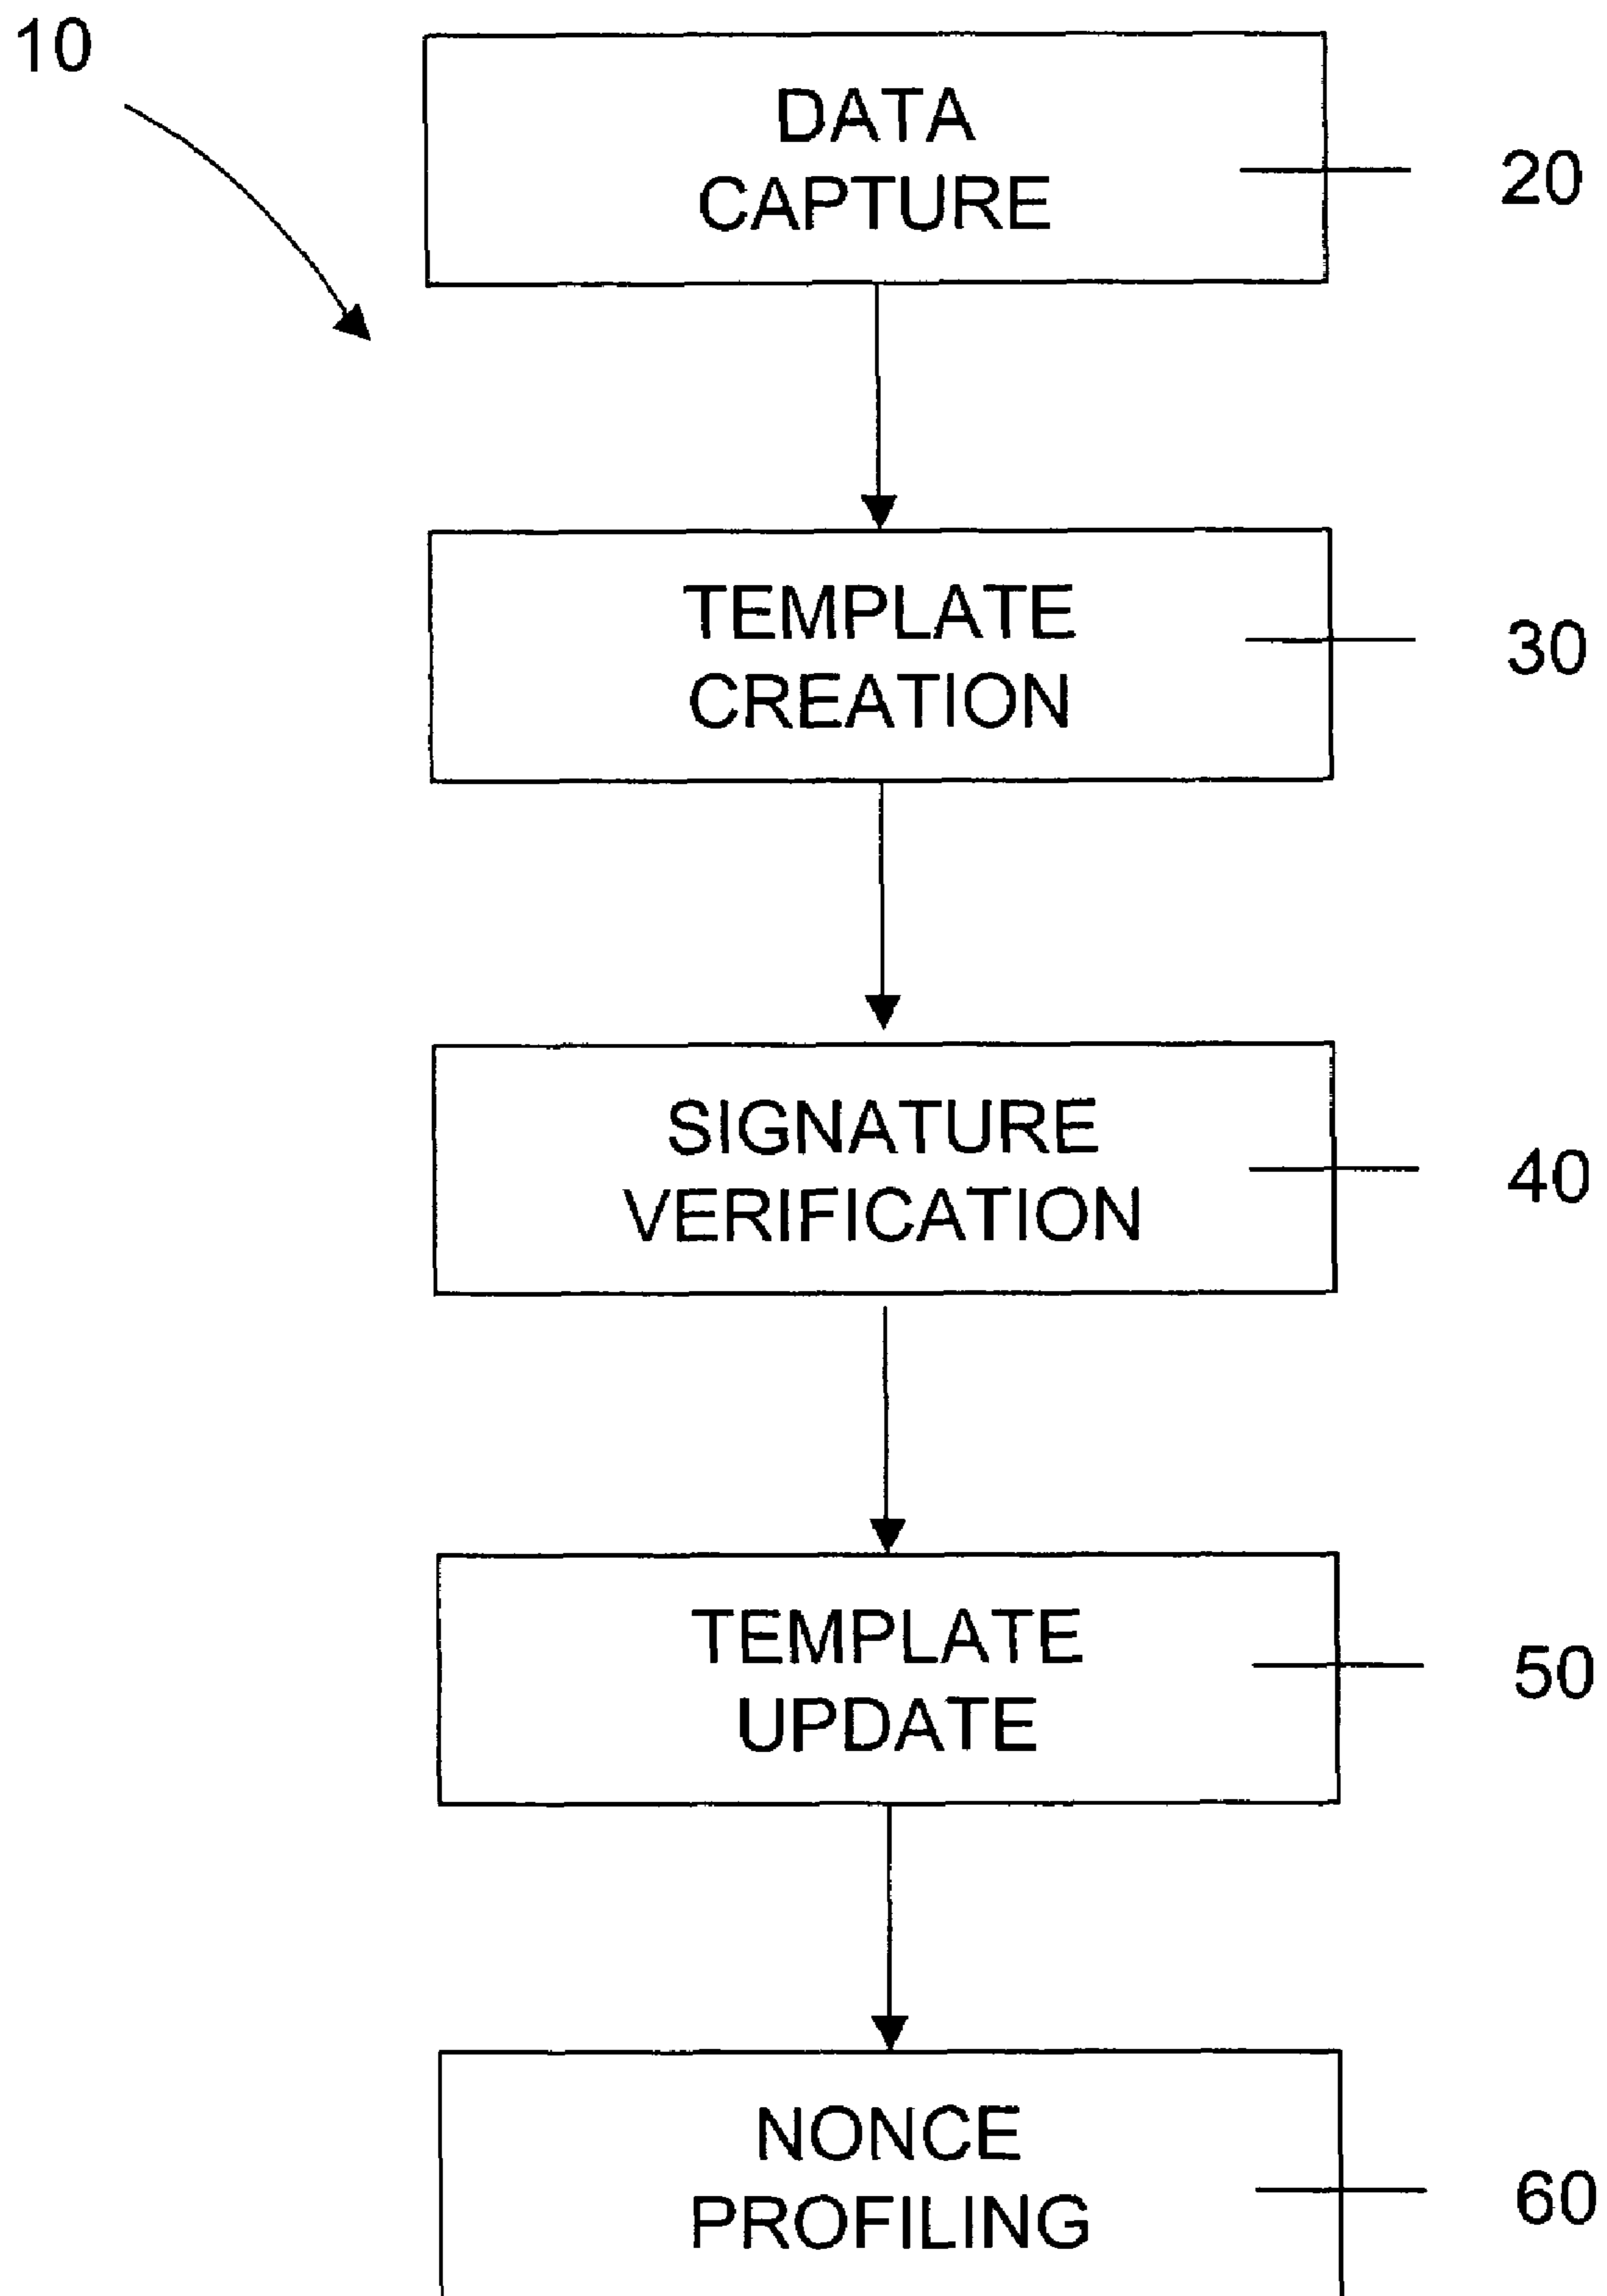 10
DATA
CAPTURE
20
TEMPLATE
CREATION
30
SIGNATURE
VERIFICATION
40
TEMPLATE
UPDATE
50
NONCE
PROFILING
60